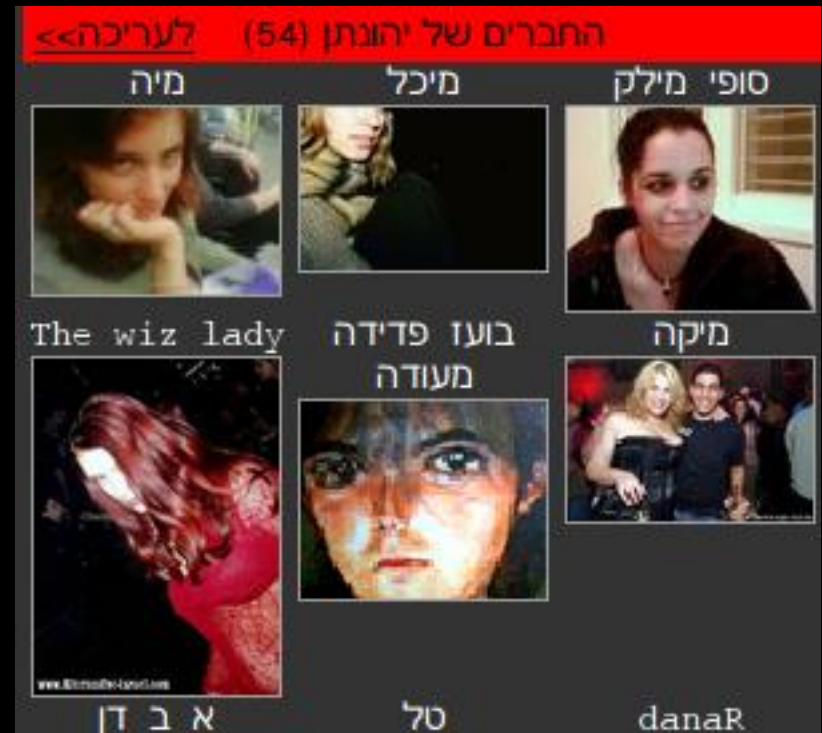 החברים של יהונתן (54) לעריכה>>
סופי מילק
מיכל
מיה
מיקה
בועז פדידה
מעודה
The wiz lady
danaR
טל
א ב דן